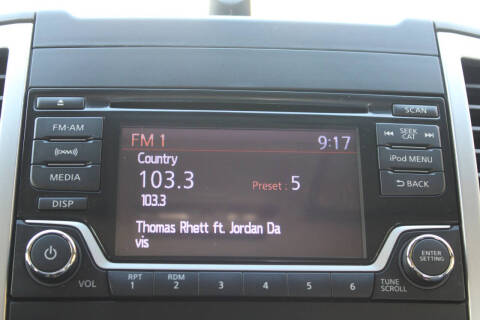 SCAN
FM-AM
FM 1
9:17
SEEK
CAT
Country
((XM))
103.3
Preset : 5
iPod MENU
MEDIA
103.3
BACK
DISP
Thomas Rhett ft. Jordan Da
vis
VOL
RPT
1
RDM
2
3
4
5
6
TUNE
SCROLL
ENTER
SETTING